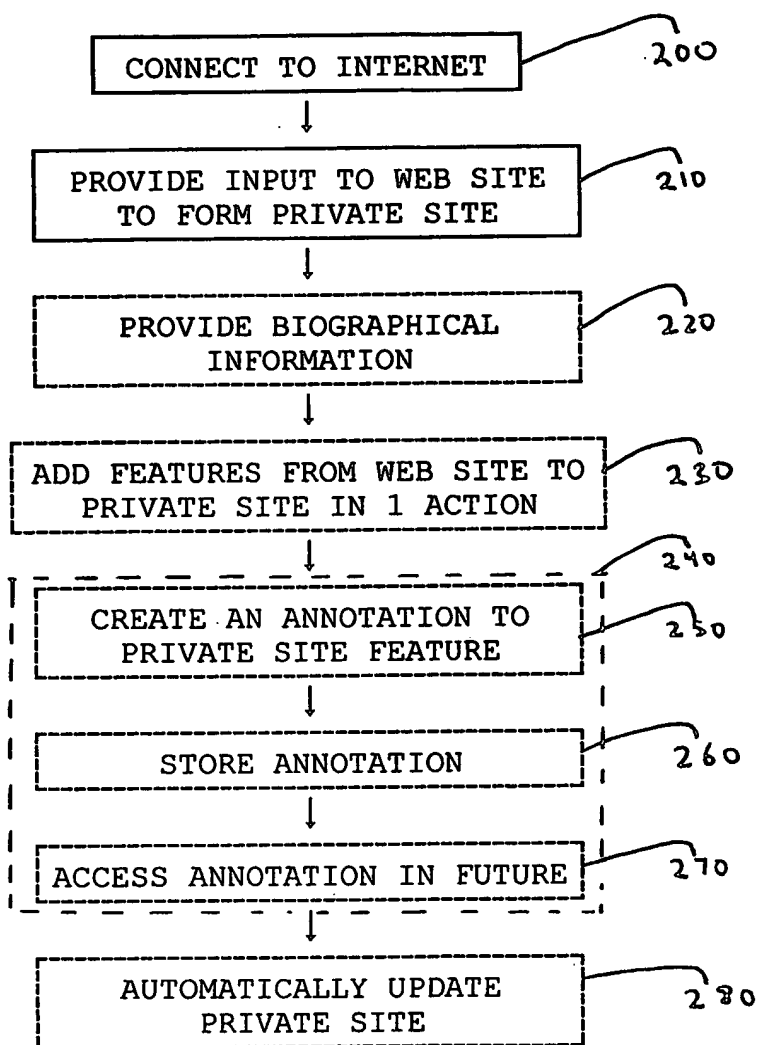 CONNECT TO INTERNET
200
PROVIDE INPUT TO WEB SITE
TO FORM PRIVATE SITE
210
PROVIDE BIOGRAPHICAL
INFORMATION
220
ADD FEATURES FROM WEB SITE TO
PRIVATE SITE IN 1 ACTION
230
240
CREATE AN ANNOTATION TO
PRIVATE SITE FEATURE
250
STORE ANNOTATION
260
ACCESS ANNOTATION IN FUTURE
270
AUTOMATICALLY UPDATE
PRIVATE SITE
280